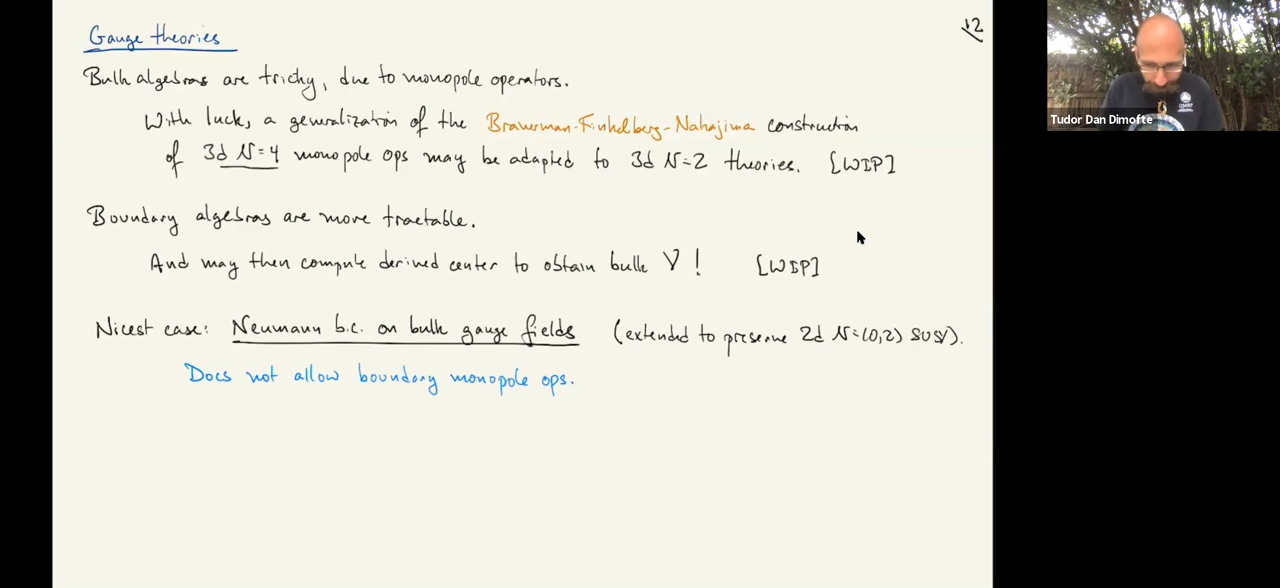 Gauge theories
12
Bulk algebras are tricky, due to monopole operators.
With luck, a generalization of the Braverman-Finkelberg-Nakajima construction
of 3d N=4 monopole ops may be adapted to 3d N=2 theories. [WIP]
Boundary algebras are more tractable.
And may then compute derived center to obtain bulk V! [WIP]
Nicest case: Neumann b.c. on bulk gauge fields (extended to preserve 2d N=(0,2) SUSY).
Does not allow boundary monopole ops.
Tudor Dan Dimofte